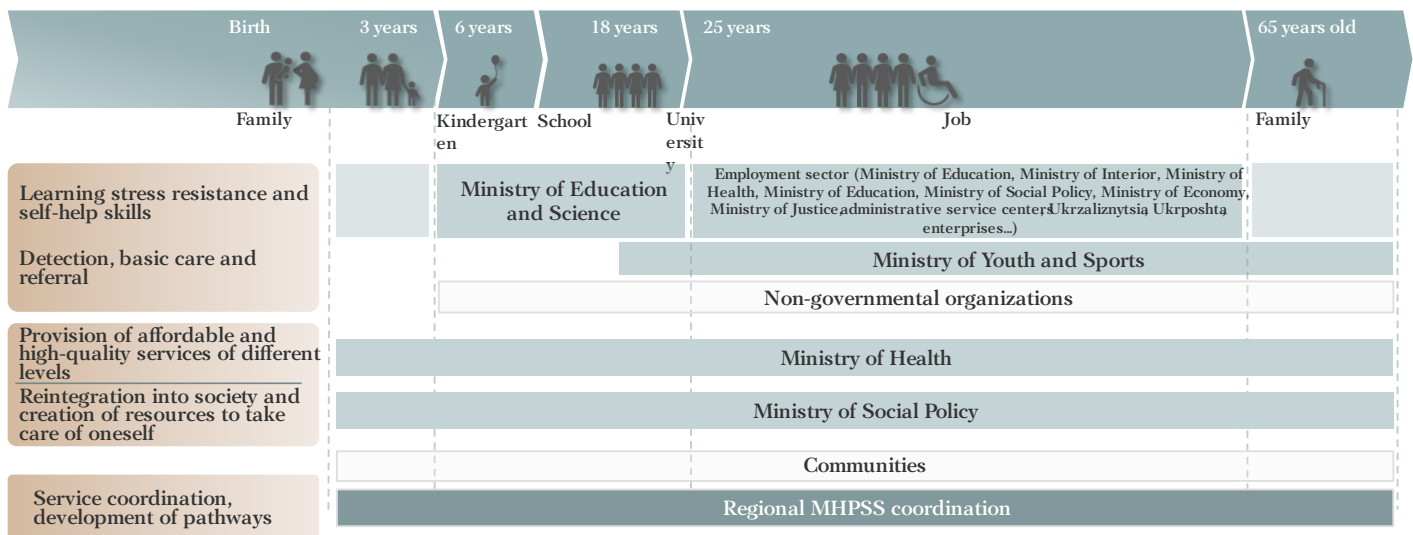 Birth
3 years
6 years
18 years
25 years
65 years old
Family
Kindergart
en
School
Univ
ersit
y
Job
Family
Learning stress resistance and
self-help skills
Detection, basic care and
referral
Ministry of Education
and Science
Employment sector (Ministry of Education, Ministry of Interior, Ministry of
Health, Ministry of Education, Ministry of Social Policy, Ministry of Economy,
Ministry of Justice, administrative service centers, Ukrzaliznytsia, Ukrposhta,
enterprises...)
Ministry of Youth and Sports
Non-governmental organizations
Provision of affordable and
high-quality services of different
levels
Ministry of Health
Reintegration into society and
creation of resources to take
care of oneself
Ministry of Social Policy
Communities
Service coordination,
development of pathways
Regional MHPSS coordination